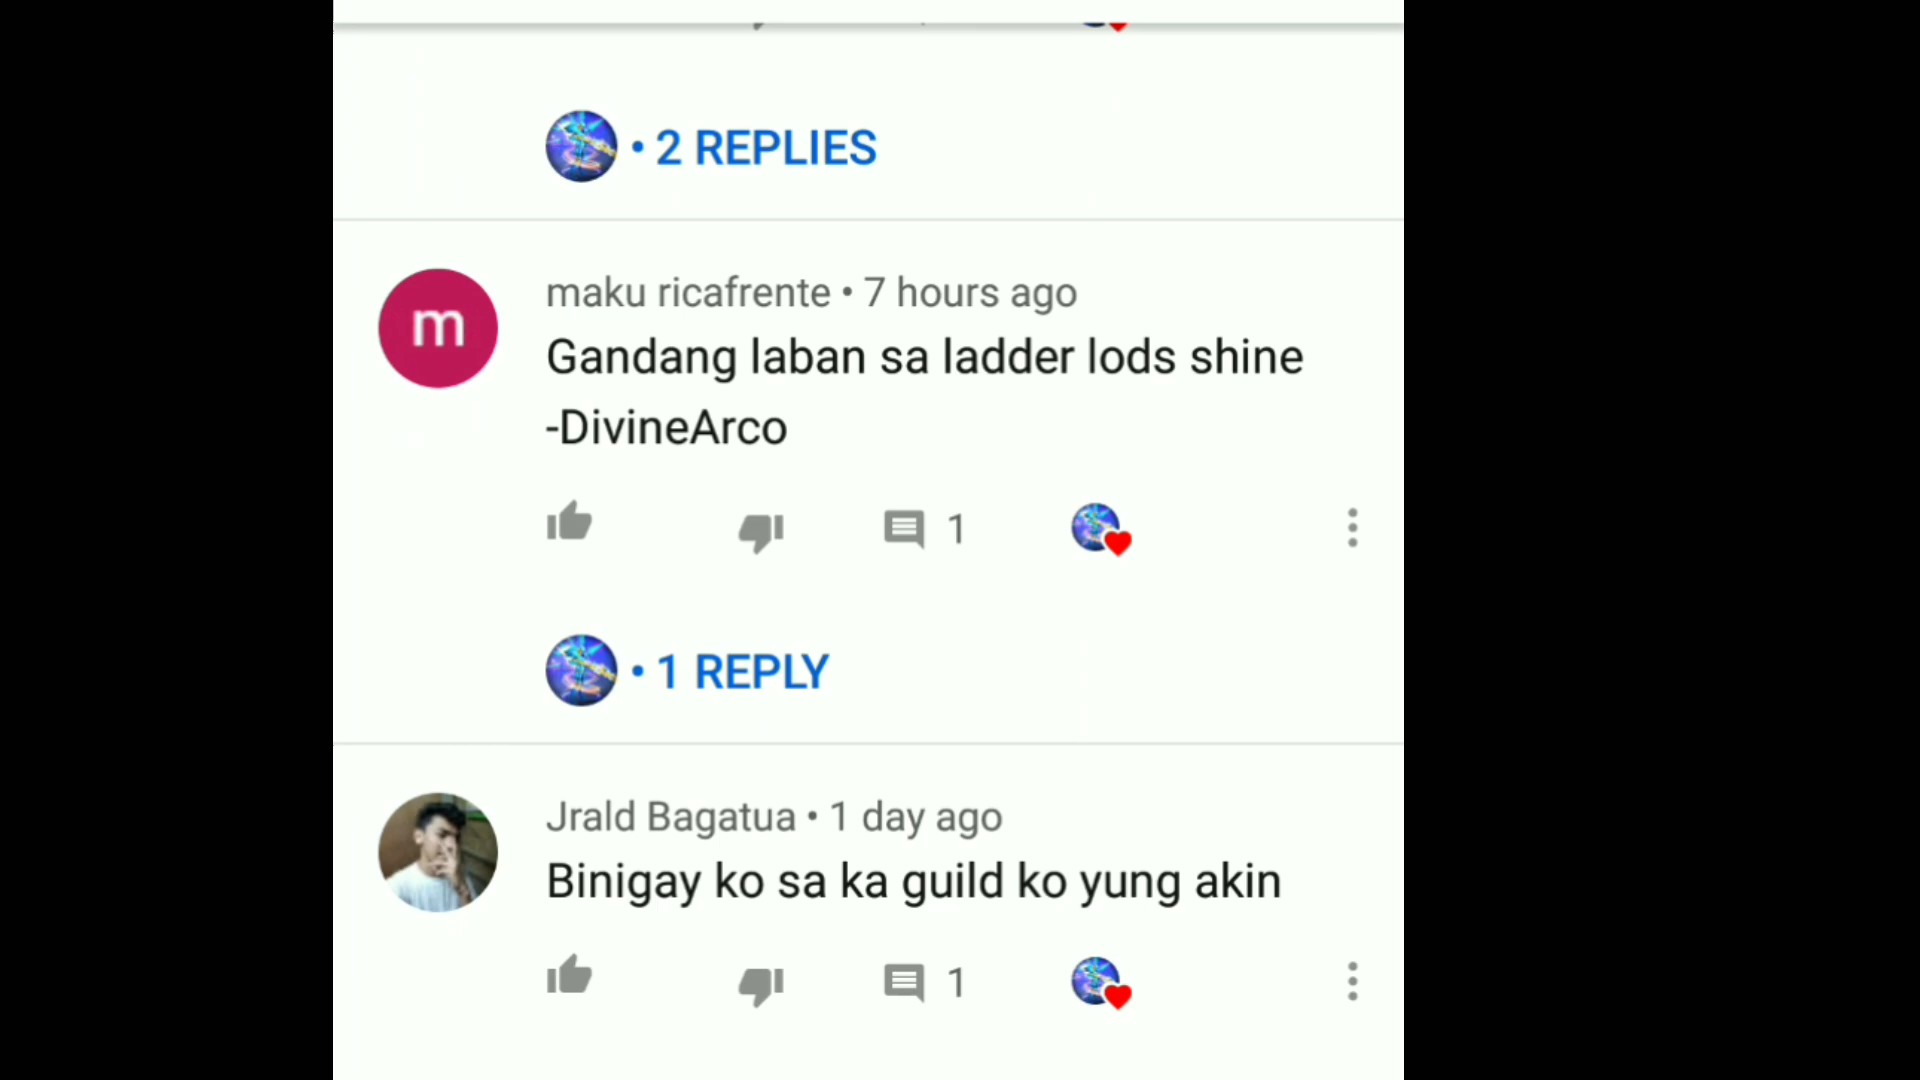 • 2 REPLIES
m
maku ricafrente • 7 hours ago
Gandang laban sa ladder lods shine
-DivineArco
1
• 1 REPLY
Jrald Bagatua • 1 day ago
Binigay ko sa ka guild ko yung akin
1